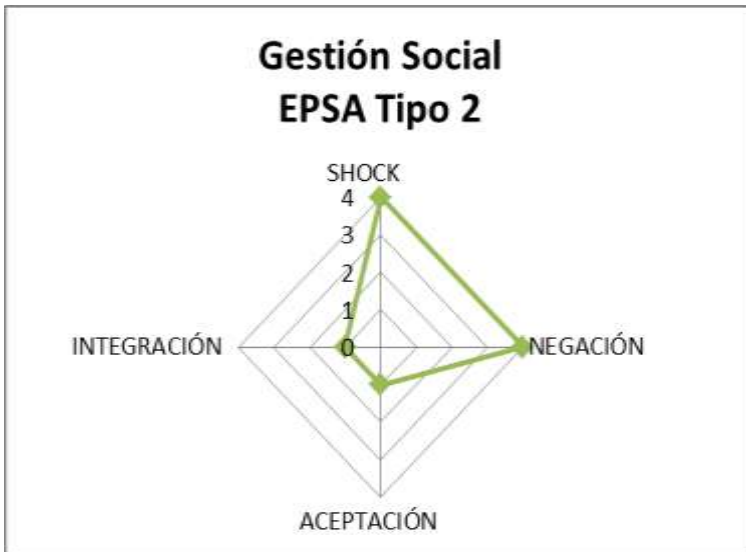 Gestión Social
EPSA Tipo 2
SHOCK
4
3
2
1
0
INTEGRACIÓN
NEGACIÓN
ACEPTACIÓN